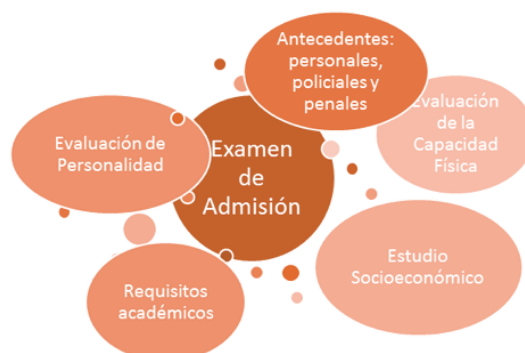 Antecedentes:
personales,
policiales y
penales
Evaluación
de la
Capacidad
Física
Evaluación de
Personalidad
Examen
de
Admisión
Estudio
Socioeconómico
Requisitos
académicos